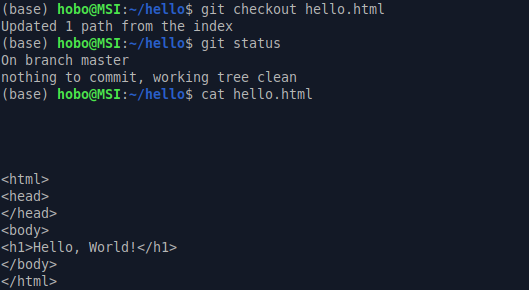 (base) hobo@MSI:~/hello$ git checkout hello.html
Updated 1 path from the index
(base) hobo@MSI:~/hello$ git status
On branch master
nothing to commit, working tree clean
(base) hobo@MSI:~/hello$ cat hello.html
<html>
<head>
</head>
<body>
<h1>Hello, World!</h1>
</body>
</html>